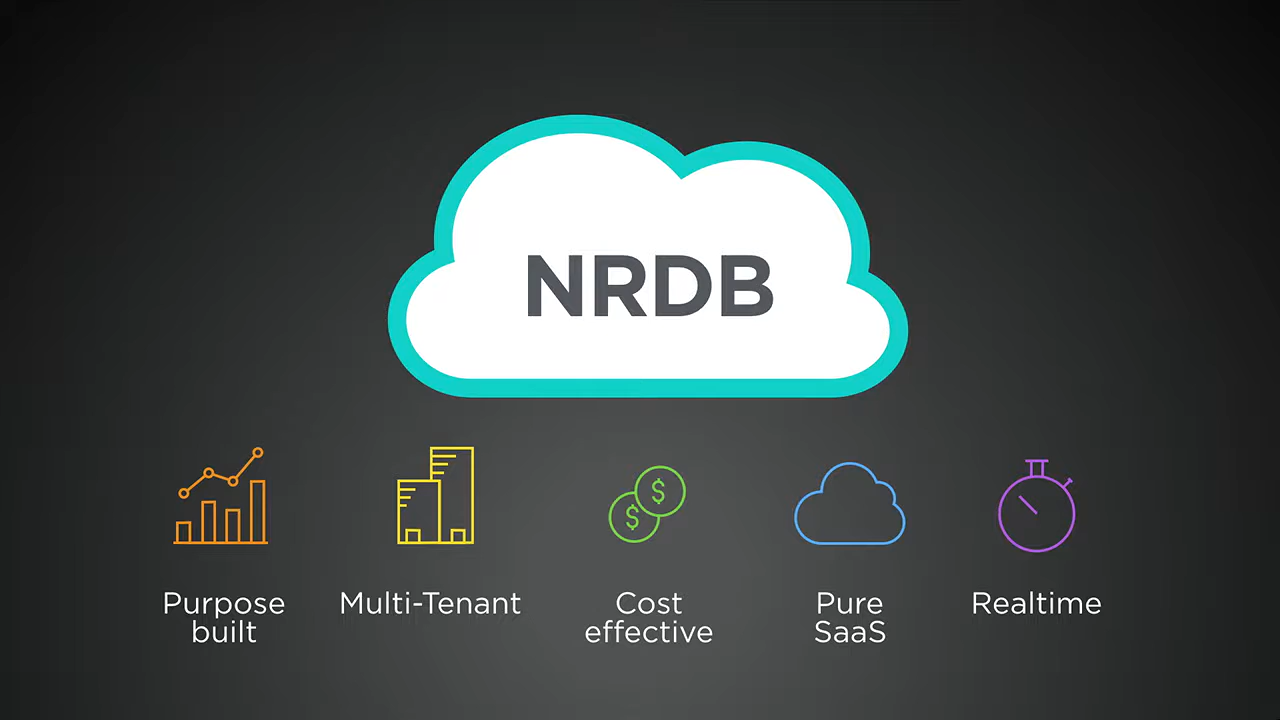 NRDB
Purpose
built
Multi-Tenant
Cost
effective
Pure
SaaS
Realtime